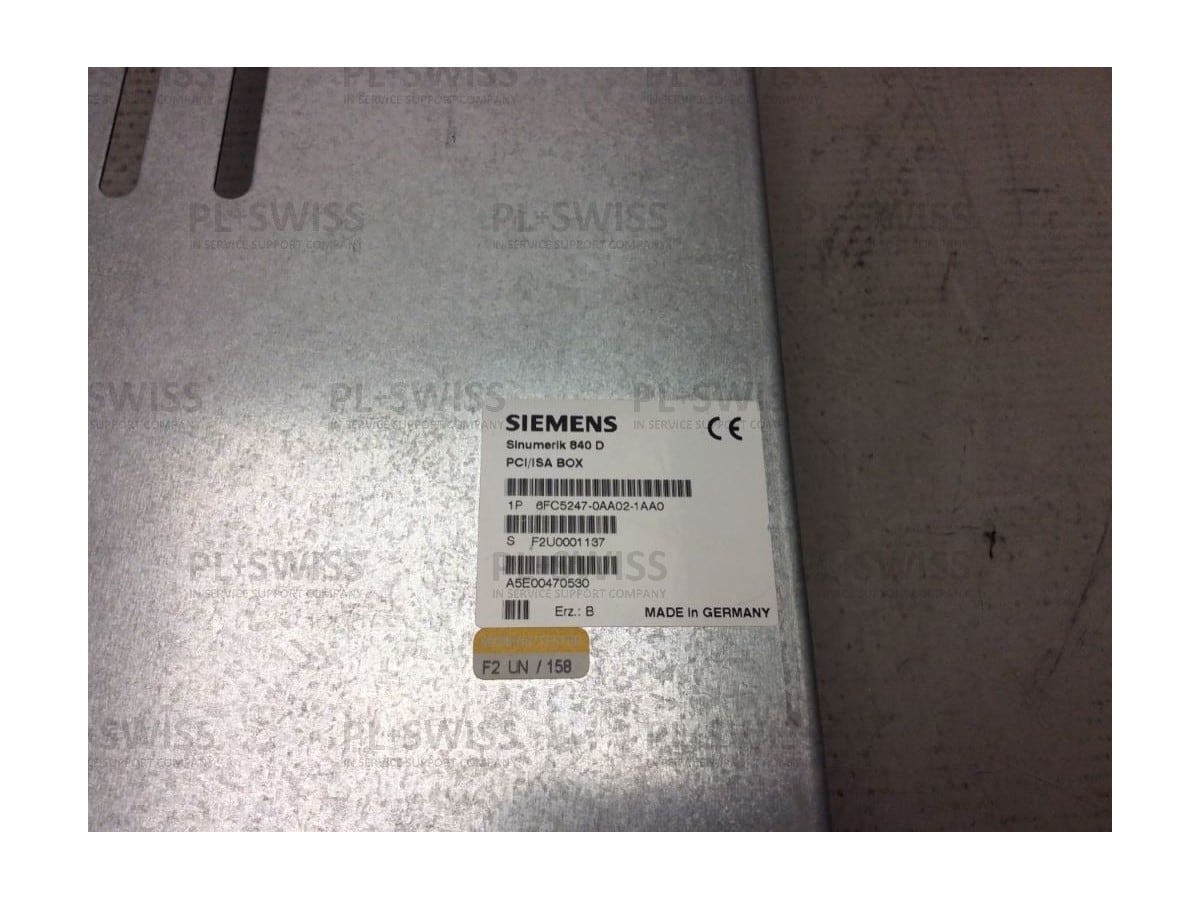 PL+SWISS
IN SERVICE SUPPORT COMPANY
SIEMENS
CE
Sinumerik 840 D
PCI/ISA BOX
1P 6FC5247-0AA02-1AA0
S F2U0001137
A5E00470530
Erz.: B
MADE in GERMANY
F2 UN / 158